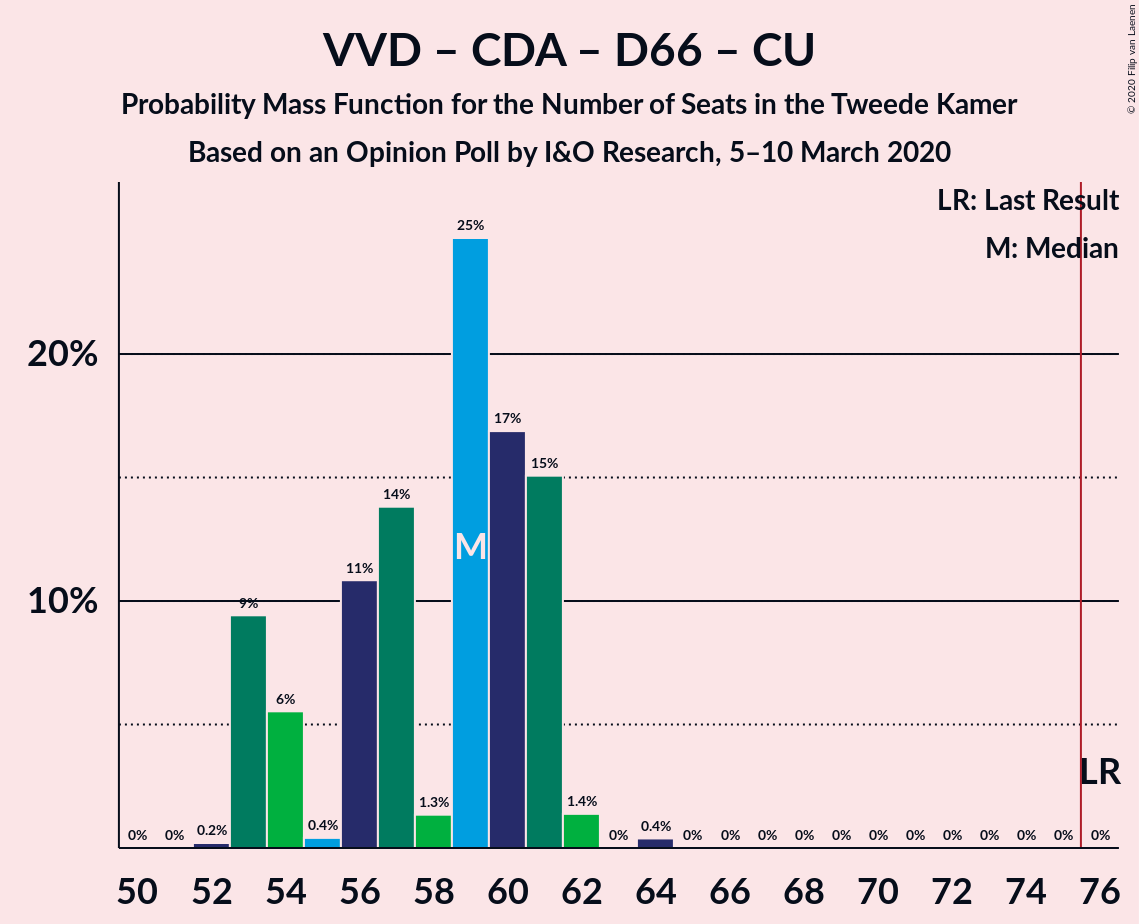 VVD – CDA – D66 – CU
Probability Mass Function for the Number of Seats in the Tweede Kamer
Based on an Opinion Poll by I&O Research, 5–10 March 2020
© 2020 Filip van Laenen
LR: Last Result
M: Median
25%
20%
17%
15%
14%
11%
10%
9%
M
6%
LR
1.3%
1.4%
0% 0% 0.2% 0.4% 0% 0.4% 0% 0% 0% 0% 0% 0% 0% 0% 0% 0% 0% 0%
50 52 54 56 58 60 62 64 66 68 70 72 74 76